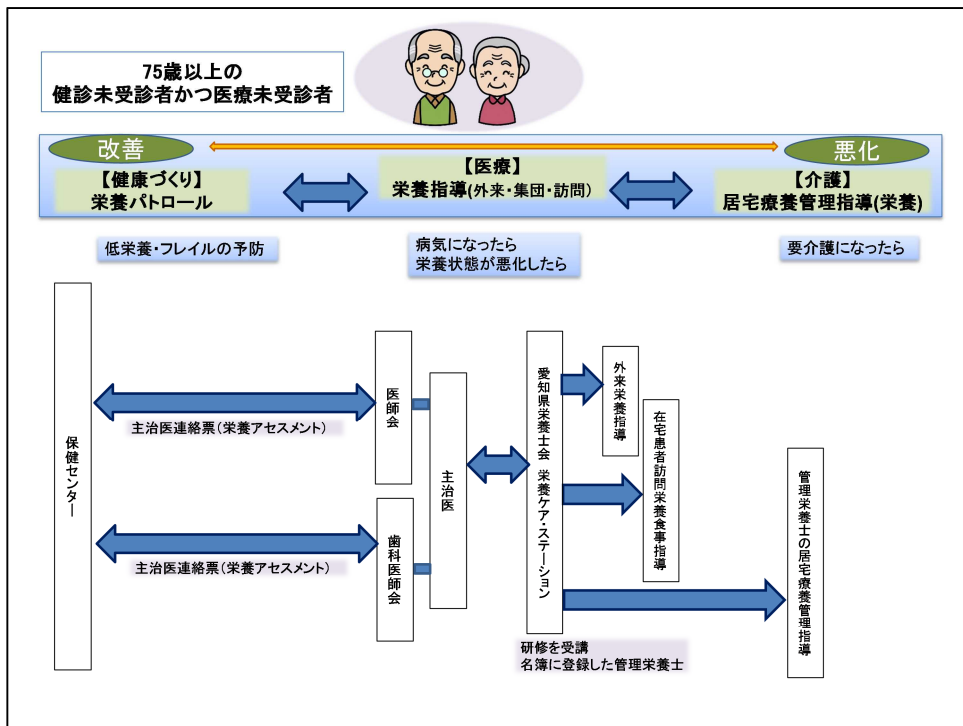 75歳以上の
健診未受診者かつ医療未受診者
改善
悪化
【健康づくり】
栄養パトロール
【医療】
栄養指導(外来・集団・訪問)
【介護】
居宅療養管理指導(栄養)
低栄養・フレイルの予防
病気になったら
栄養状態が悪化したら
要介護になったら
保健センター
主治医連絡票(栄養アセスメント)
主治医連絡票(栄養アセスメント)
医師会
歯科医師会
主治医
愛知県栄養士会 栄養ケア・ステーション
外来栄養指導
在宅患者訪問栄養食事指導
管理栄養士の居宅療養管理指導
研修を受講
名簿に登録した管理栄養士